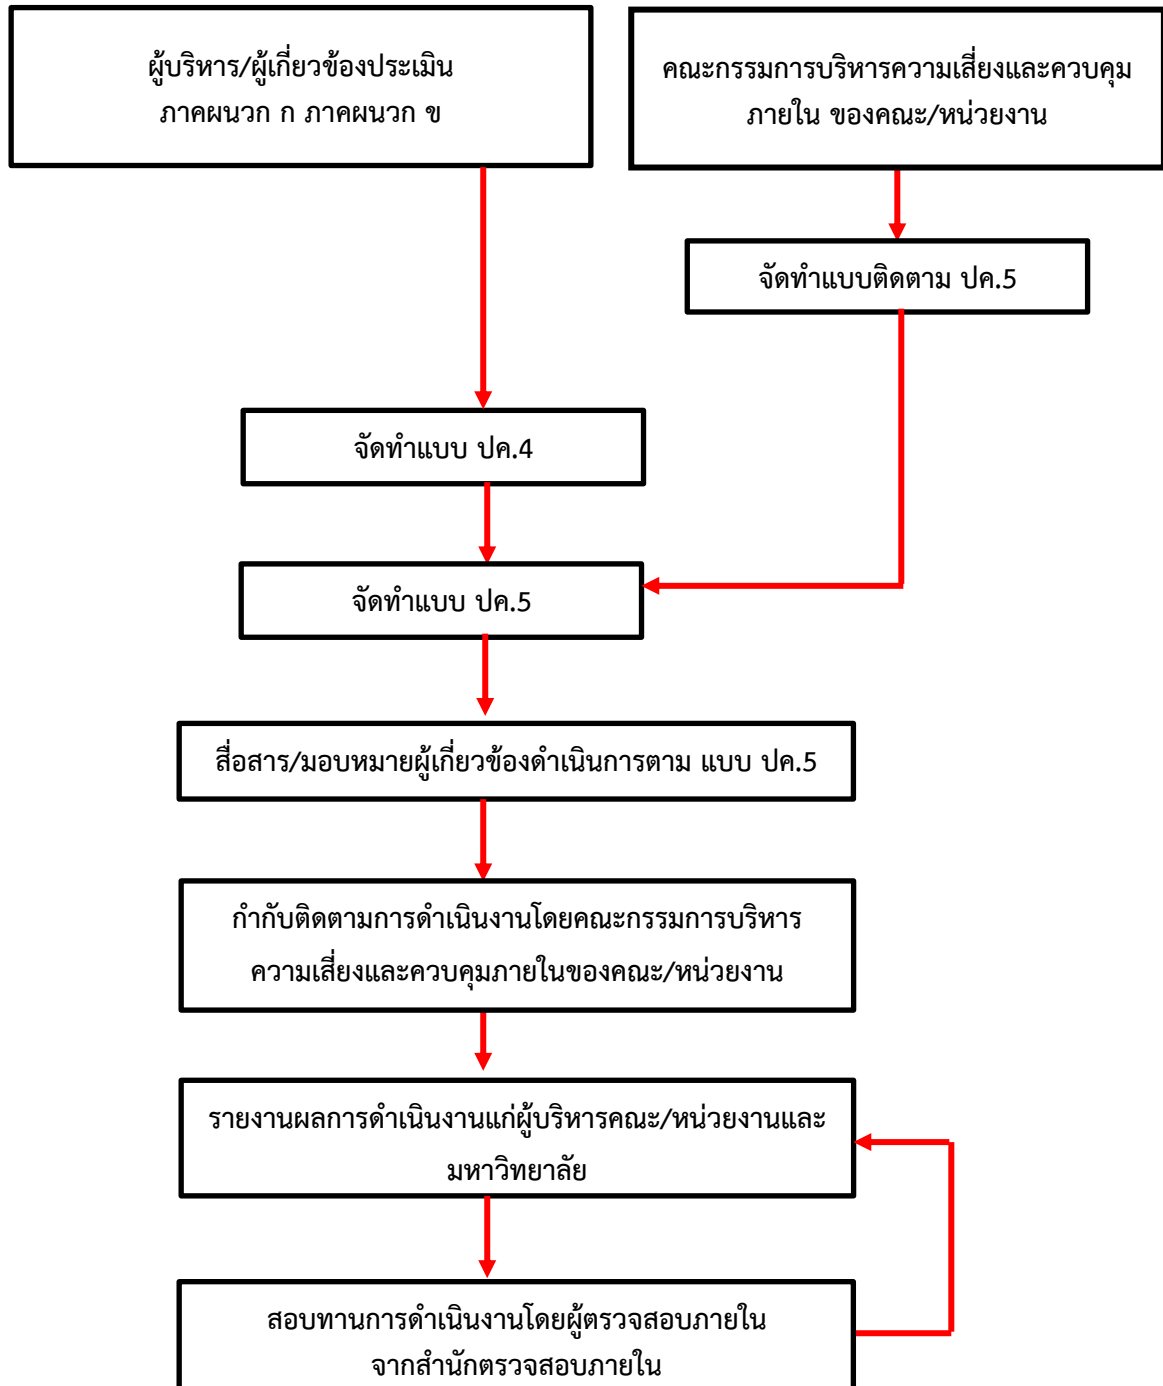 ผู้บริหาร/ผู้เกี่ยวข้องประเมิน
ภาคผนวก ก ภาคผนวก ข
คณะกรรมการบริหารความเสี่ยงและควบคุม
ภายใน ของคณะ/หน่วยงาน
จัดทำแบบติดตาม ปค.5
จัดทำแบบ ปค.4
จัดทำแบบ ปค.5
สื่อสาร/มอบหมายผู้เกี่ยวข้องดำเนินการตาม แบบ ปค.5
กำกับติดตามการดำเนินงานโดยคณะกรรมการบริหาร
ความเสี่ยงและควบคุมภายในของคณะ/หน่วยงาน
รายงานผลการดำเนินงานแก่ผู้บริหารคณะ/หน่วยงานและ
มหาวิทยาลัย
สอบทานการดำเนินงานโดยผู้ตรวจสอบภายใน
จากสำนักตรวจสอบภายใน